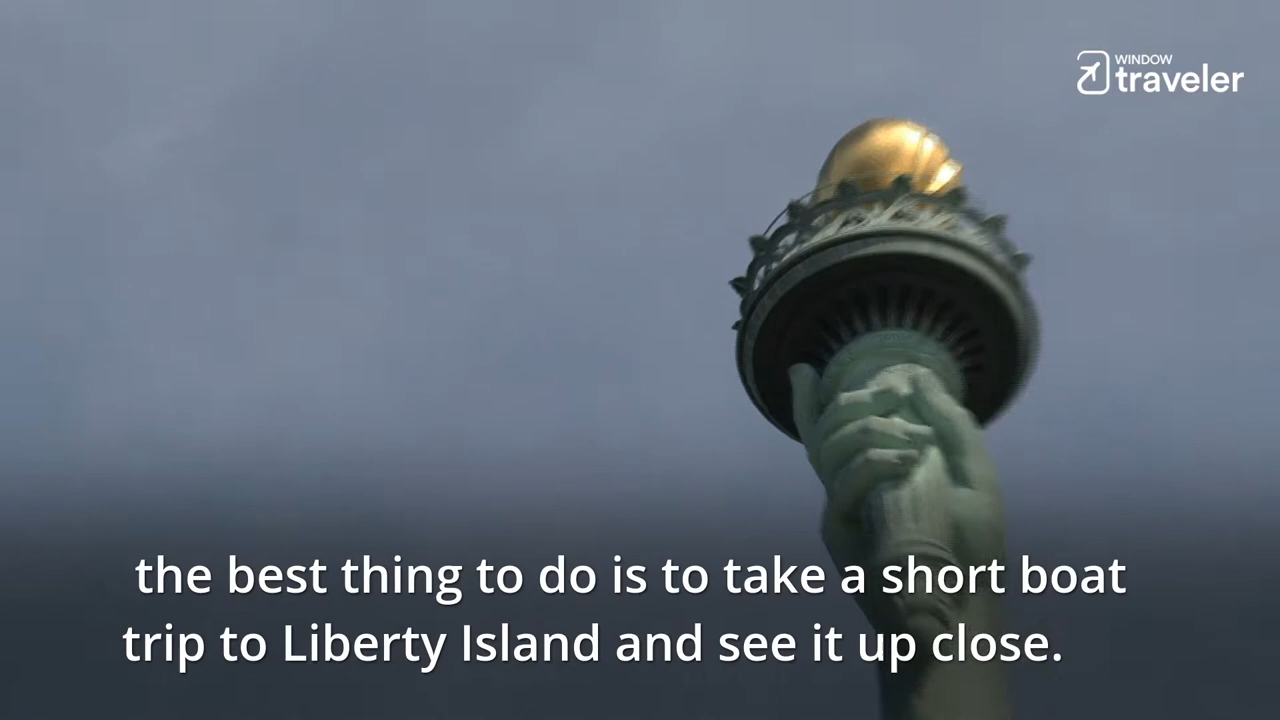 WINDOW
traveler
the best thing to do is to take a short boat
trip to Liberty Island and see it up close.